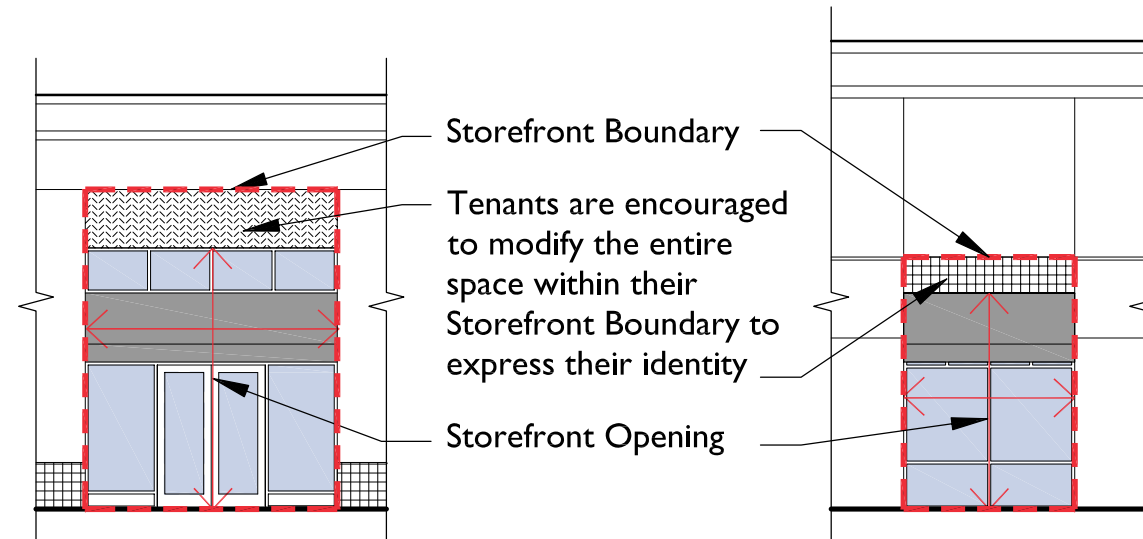 Storefront Boundary
Tenants are encouraged
to modify the entire
space within their
Storefront Boundary to
express their identity
Storefront Opening